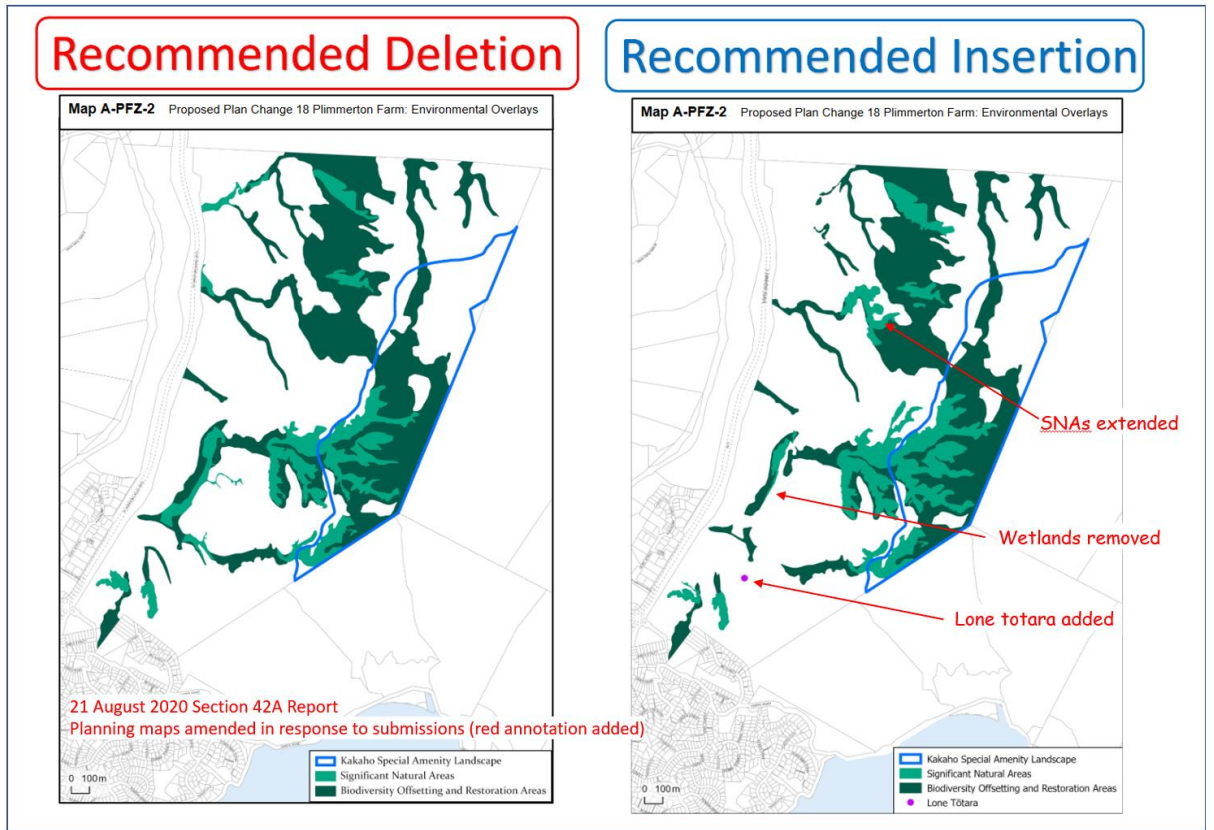 Recommended Deletion
Recommended Insertion
Map A-PFZ-2 Proposed Plan Change 18 Plimmerton Farm: Environmental Overlays
Map A-PFZ-2 Proposed Plan Change 18 Plimmerton Farm: Environmental Overlays
SNAs extended
Wetlands removed
Lone totara added
21 August 2020 Section 42A Report
Planning maps amended in response to submissions (red annotation added)
0 100m
Kakaho Special Amenity Landscape
Significant Natural Areas
Biodiversity Offsetting and Restoration Areas
0 100m
Kakaho Special Amenity Landscape
Significant Natural Areas
Biodiversity Offsetting and Restoration Areas
Lone Tōtara